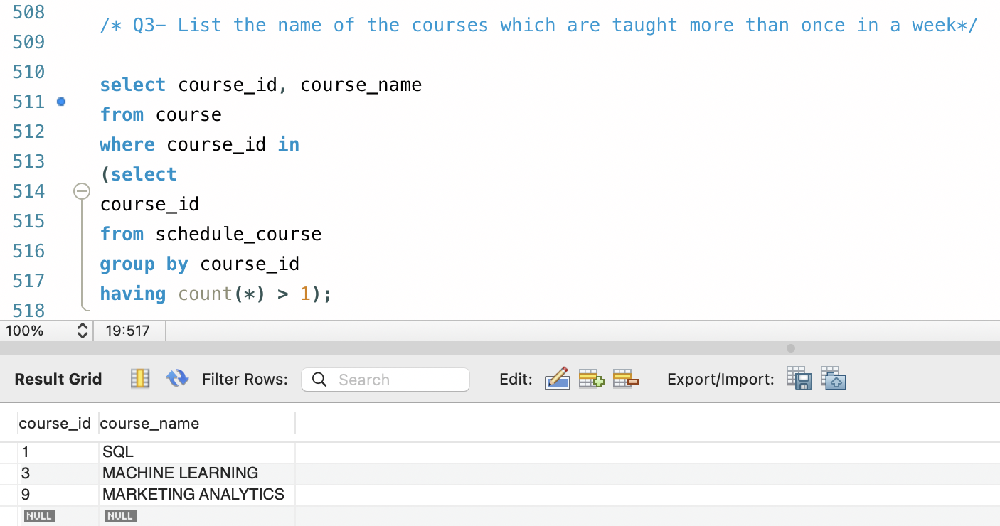 508
/* Q3- List the name of the courses which are taught more than once in a week*/
509
510
select course_id, course_name
511
from course
512
where course_id in
513
(select
514
course_id
515
from schedule_course
516
group by course_id
517
having count(*) > 1);
518
100% 19:517
Result Grid Filter Rows: Search Edit: Export/Import:
course_id course_name
1 SQL
3 MACHINE LEARNING
9 MARKETING ANALYTICS
NULL NULL